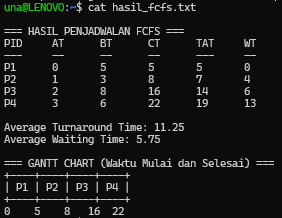 una@LENOVO:~$ cat hasil_fcfs.txt
=== HASIL PENJADWALAN FCFS ===
PID AT BT CT TAT WT
--- -- -- -- --- --
P1 0 5 5 5 0
P2 1 3 8 7 4
P3 2 8 16 14 6
P4 3 6 22 19 13
Average Turnaround Time: 11.25
Average Waiting Time: 5.75
=== GANTT CHART (Waktu Mulai dan Selesai) ===
+----+----+----+----+
| P1 | P2 | P3 | P4 |
+----+----+----+----+
0 5 8 16 22